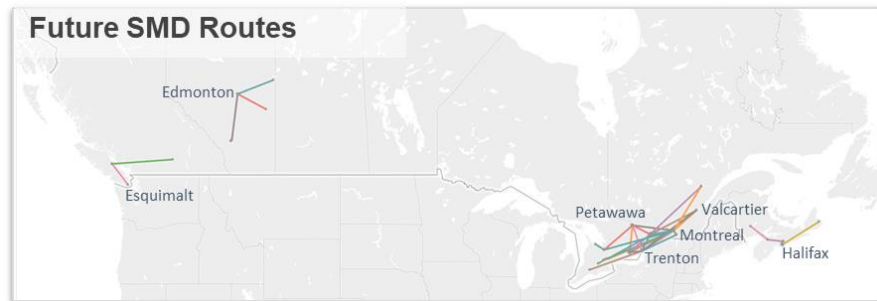 Future SMD Routes
Edmonton
Esquimalt
Petawawa
Valcartier
Montreal
Trenton
Halifax